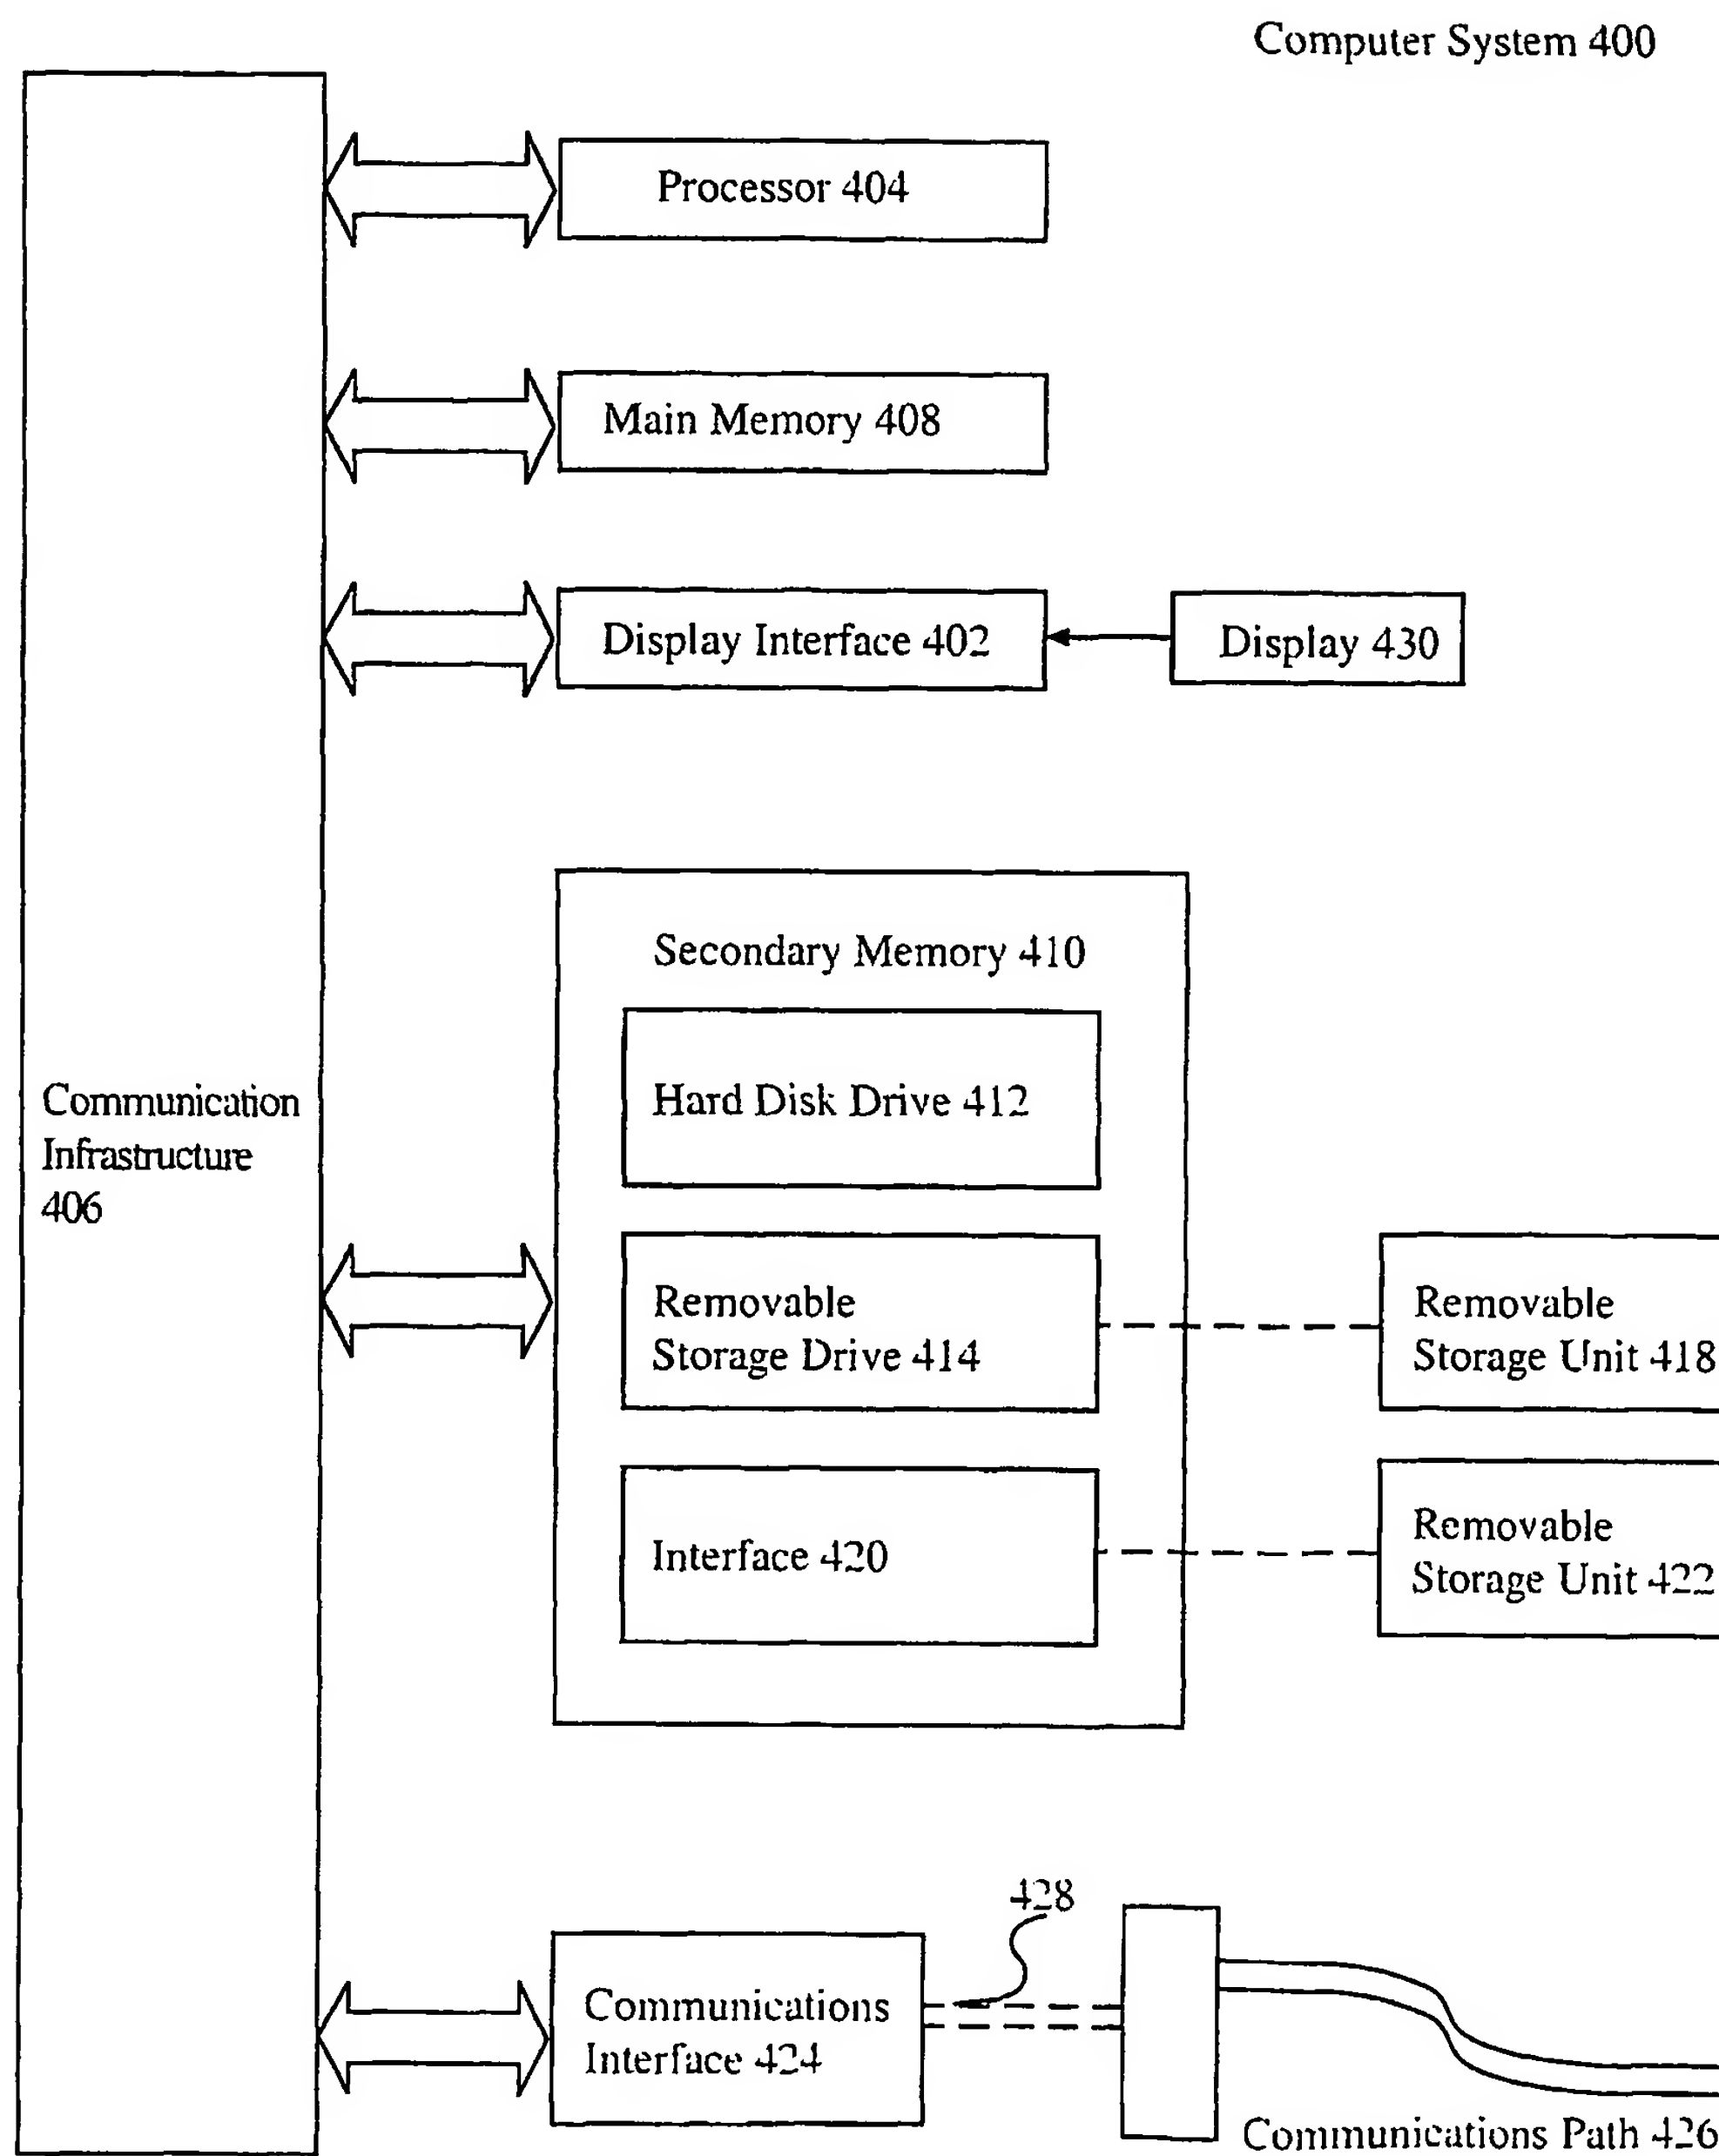 Computer System 400
Processor 404
Main Memory 408
Display Interface 402
Display 430
Secondary Memory 410
Hard Disk Drive 412
Communication
Infrastructure
406
Removable
Storage Drive 414
Removable
Storage Unit 418
Interface 420
Removable
Storage Unit 422
428
Communications
Interface 424
Communications Path 426